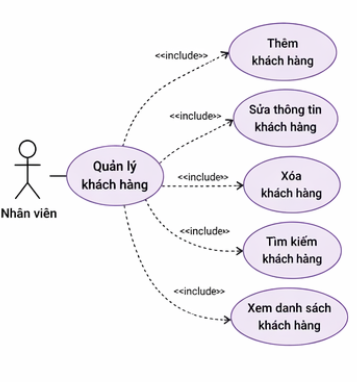 Thêm
khách hàng
<<include>>
Sửa thông tin
khách hàng
<<include>>
Quản lý
khách hàng
<<include>>
Xóa
khách hàng
Nhân viên
<<include>>
Tìm kiếm
khách hàng
<<include>>
Xem danh sách
khách hàng